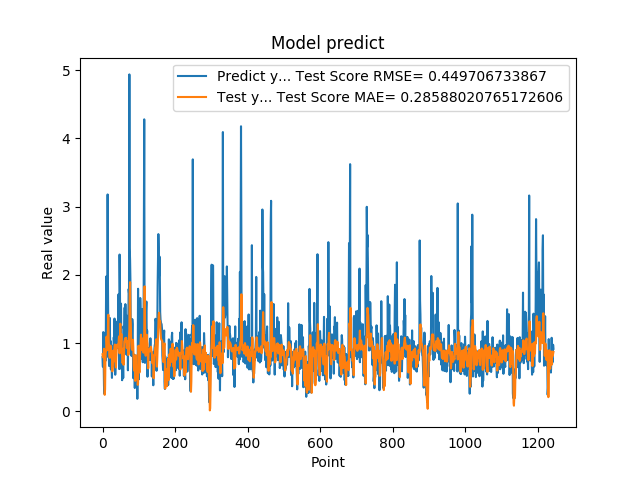 Model predict
Predict y... Test Score RMSE= 0.449706733867
Test y... Test Score MAE= 0.28588020765172606
5
4
3
2
1
0
Real value
0 200 400 600 800 1000 1200
Point